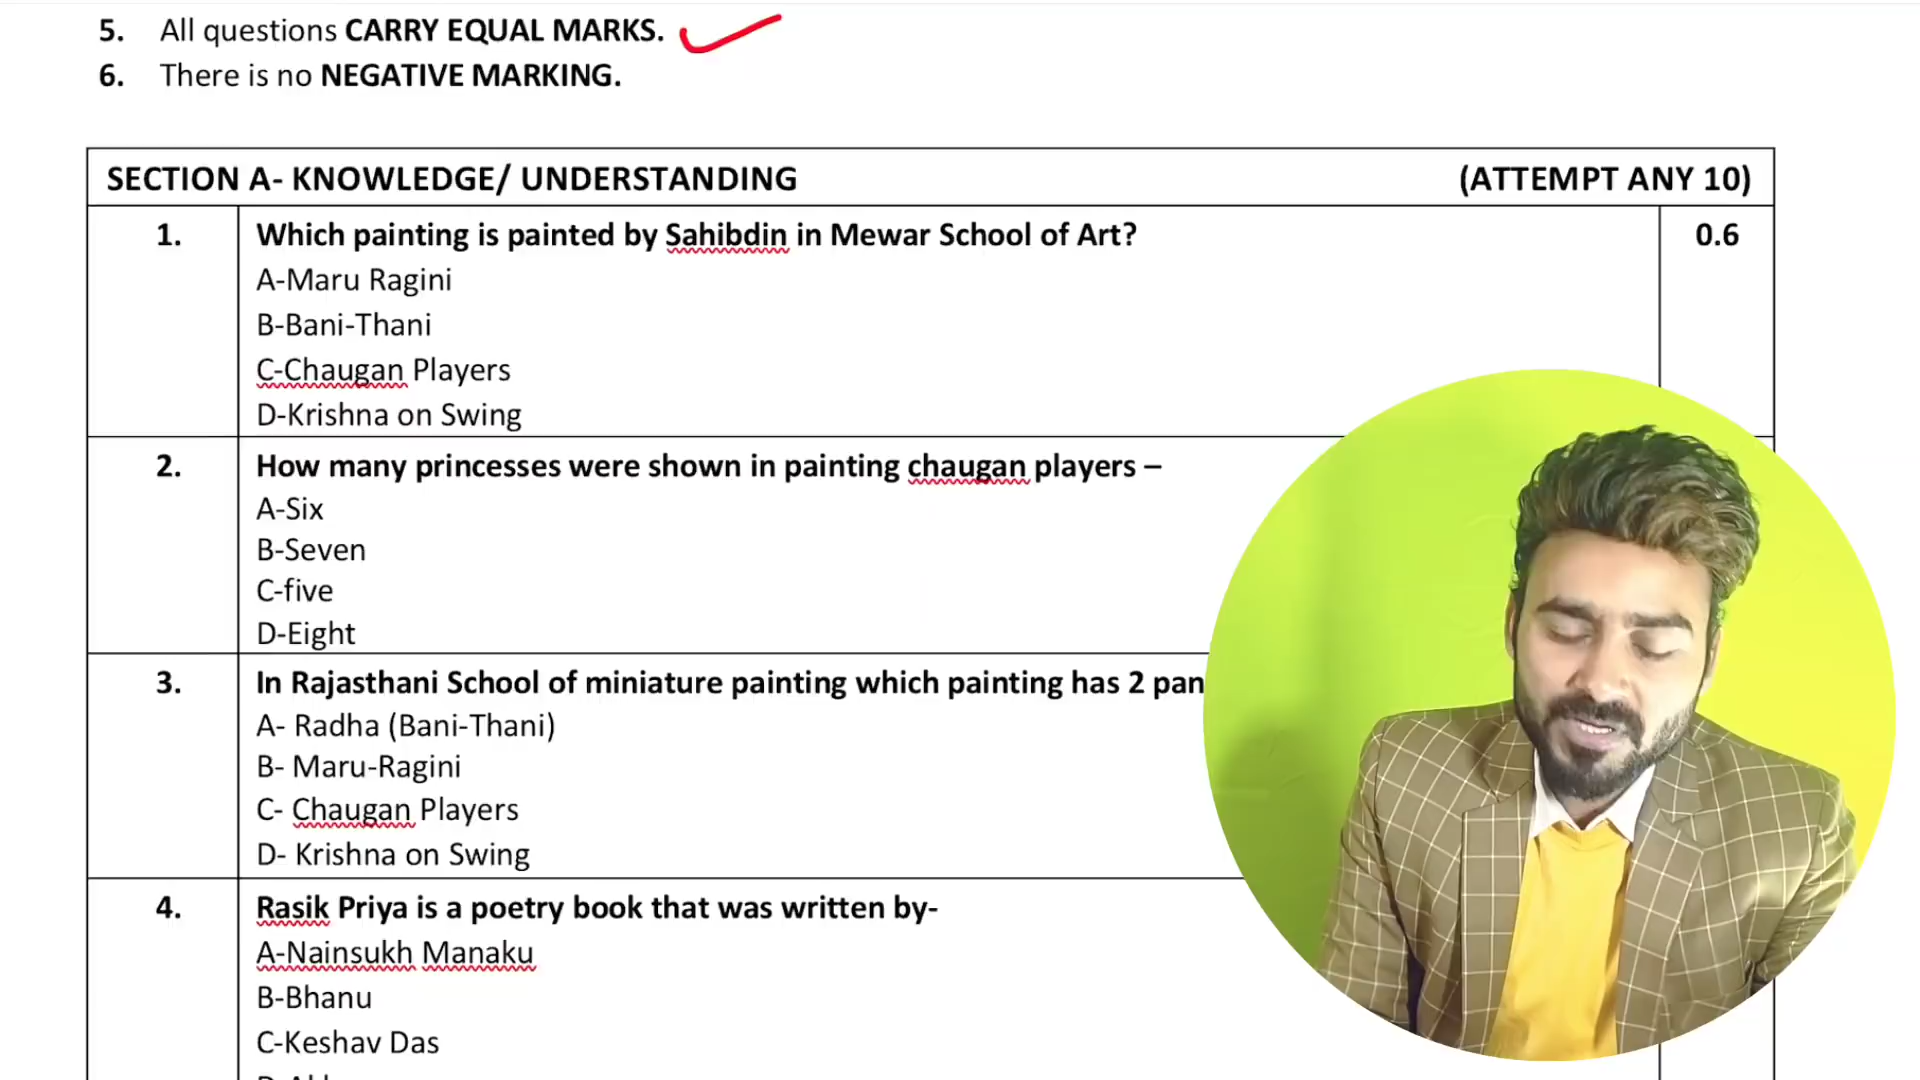 5. All questions CARRY EQUAL MARKS.
6. There is no NEGATIVE MARKING.
SECTION A- KNOWLEDGE/ UNDERSTANDING (ATTEMPT ANY 10)
1. Which painting is painted by Sahibdin in Mewar School of Art? 0.6
A-Maru Ragini
B-Bani-Thani
C-Chaugan Players
D-Krishna on Swing
2. How many princesses were shown in painting chaugan players –
A-Six
B-Seven
C-five
D-Eight
3. In Rajasthani School of miniature painting which painting has 2
A- Radha (Bani-Thani)
B- Maru-Ragini
C- Chaugan Players
D- Krishna on Swing
4. Rasik Priya is a poetry book that was written by-
A-Nainsukh Manaku
B-Bhanu
C-Keshav Das